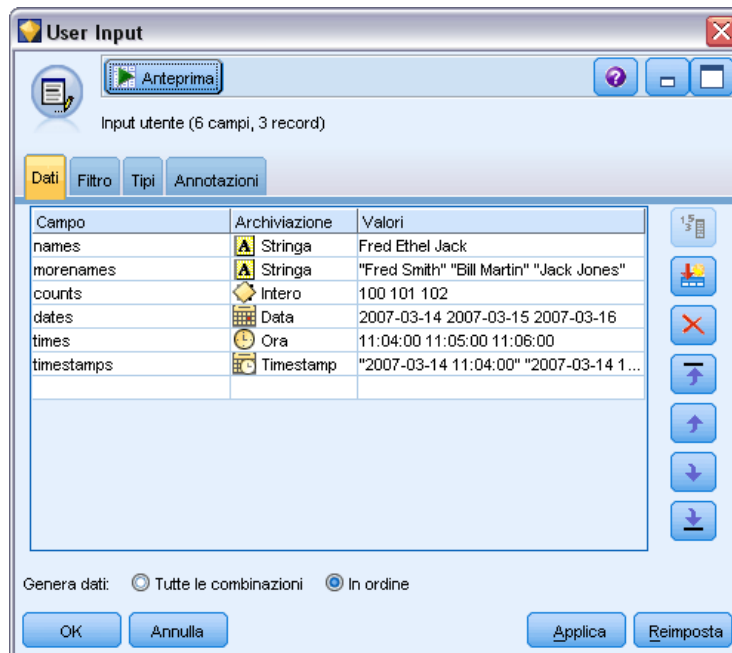 User Input
Anteprima
Input utente (6 campi, 3 record)
Dati Filtro Tipi Annotazioni
Campo Archiviazione Valori
names A Stringa Fred Ethel Jack
morenames A Stringa "Fred Smith" "Bill Martin" "Jack Jones"
counts Intero 100 101 102
dates Data 2007-03-14 2007-03-15 2007-03-16
times Ora 11:04:00 11:05:00 11:06:00
timestamps Timestamp "2007-03-14 11:04:00" "2007-03-14 1...
Genera dati: Tutte le combinazioni In ordine
OK Annulla Applica Reimposta